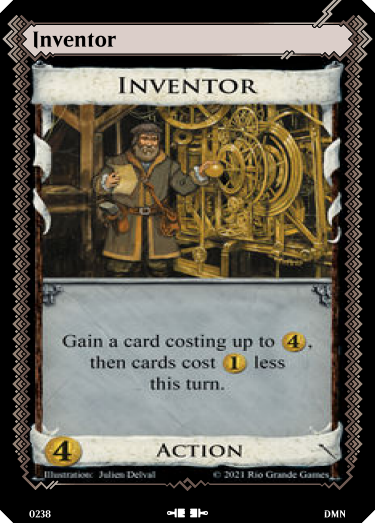 Inventor
INVENTOR
Gain a card costing up to 4,
then cards cost 1 less
this turn.
4 ACTION
Illustration: Julien Delval © 2021 Rio Grande Games
0238 DMN